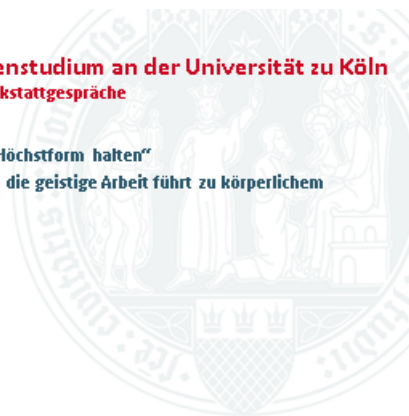 enstudium an der Universität zu Köln
kstattgespräche
Höchstform halten“
die geistige Arbeit führt zu körperlichem